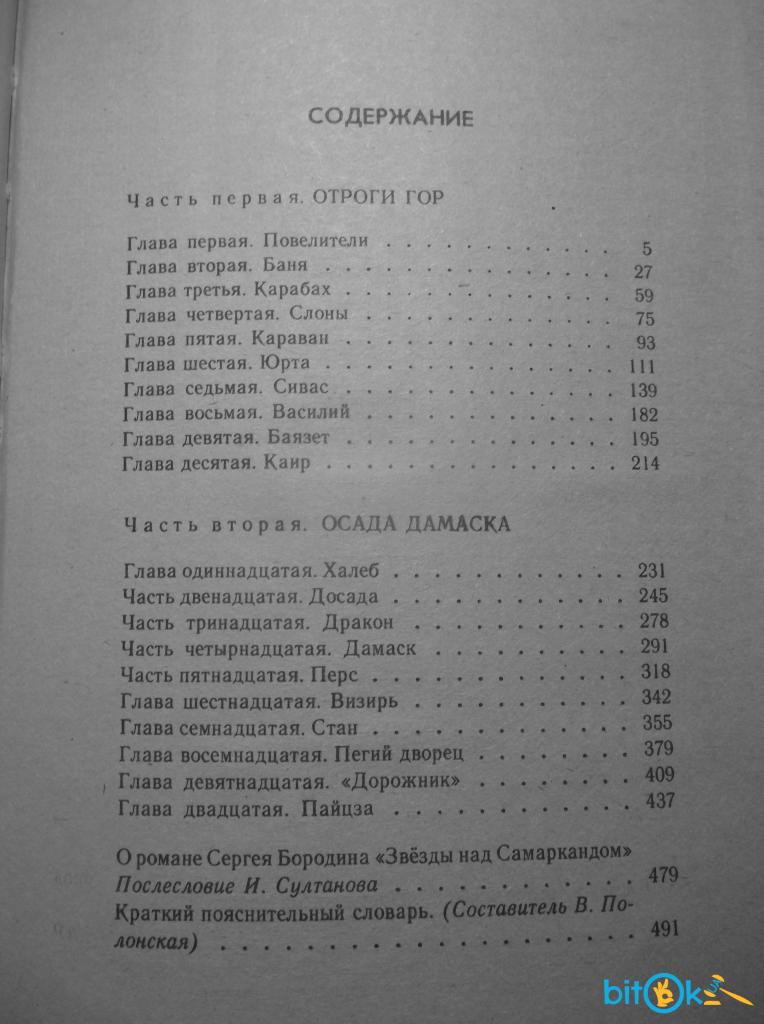 СОДЕРЖАНИЕ
Часть первая. ОТРОГИ ГОР
Глава первая. Повелители . . . . . . . . . . . . 5
Глава вторая. Баня . . . . . . . . . . . . . . . 27
Глава третья. Карабах . . . . . . . . . . . . . . 59
Глава четвертая. Слоны . . . . . . . . . . . . . 75
Глава пятая. Караван . . . . . . . . . . . . . . 93
Глава шестая. Юрта . . . . . . . . . . . . . . . 111
Глава седьмая. Сивас . . . . . . . . . . . . . . 139
Глава восьмая. Василий . . . . . . . . . . . . . 182
Глава девятая. Баязет . . . . . . . . . . . . . . 195
Глава десятая. Каир . . . . . . . . . . . . . . . 214
Часть вторая. ОСАДА ДАМАСКА
Глава одиннадцатая. Халеб . . . . . . . . . . . . 231
Часть двенадцатая. Досада . . . . . . . . . . . . 245
Часть тринадцатая. Дракон . . . . . . . . . . . 278
Часть четырнадцатая. Дамаск . . . . . . . . . . 291
Часть пятнадцатая. Перс . . . . . . . . . . . . . 318
Глава шестнадцатая. Визирь . . . . . . . . . . . 342
Глава семнадцатая. Стан . . . . . . . . . . . . . 355
Глава восемнадцатая. Пегий дворец . . . . . . . . 379
Глава девятнадцатая. «Дорожник» . . . . . . . . 409
Глава двадцатая. Пайцза . . . . . . . . . . . . . 437
О романе Сергея Бородина «Звёзды над Самаркандом»
Послесловие И. Султанова . . . . . . . . . . . . 479
Краткий пояснительный словарь. (Составитель В. По-
лонская) . . . . . . . . . . . . . . . . . . . . 491
bitok UA